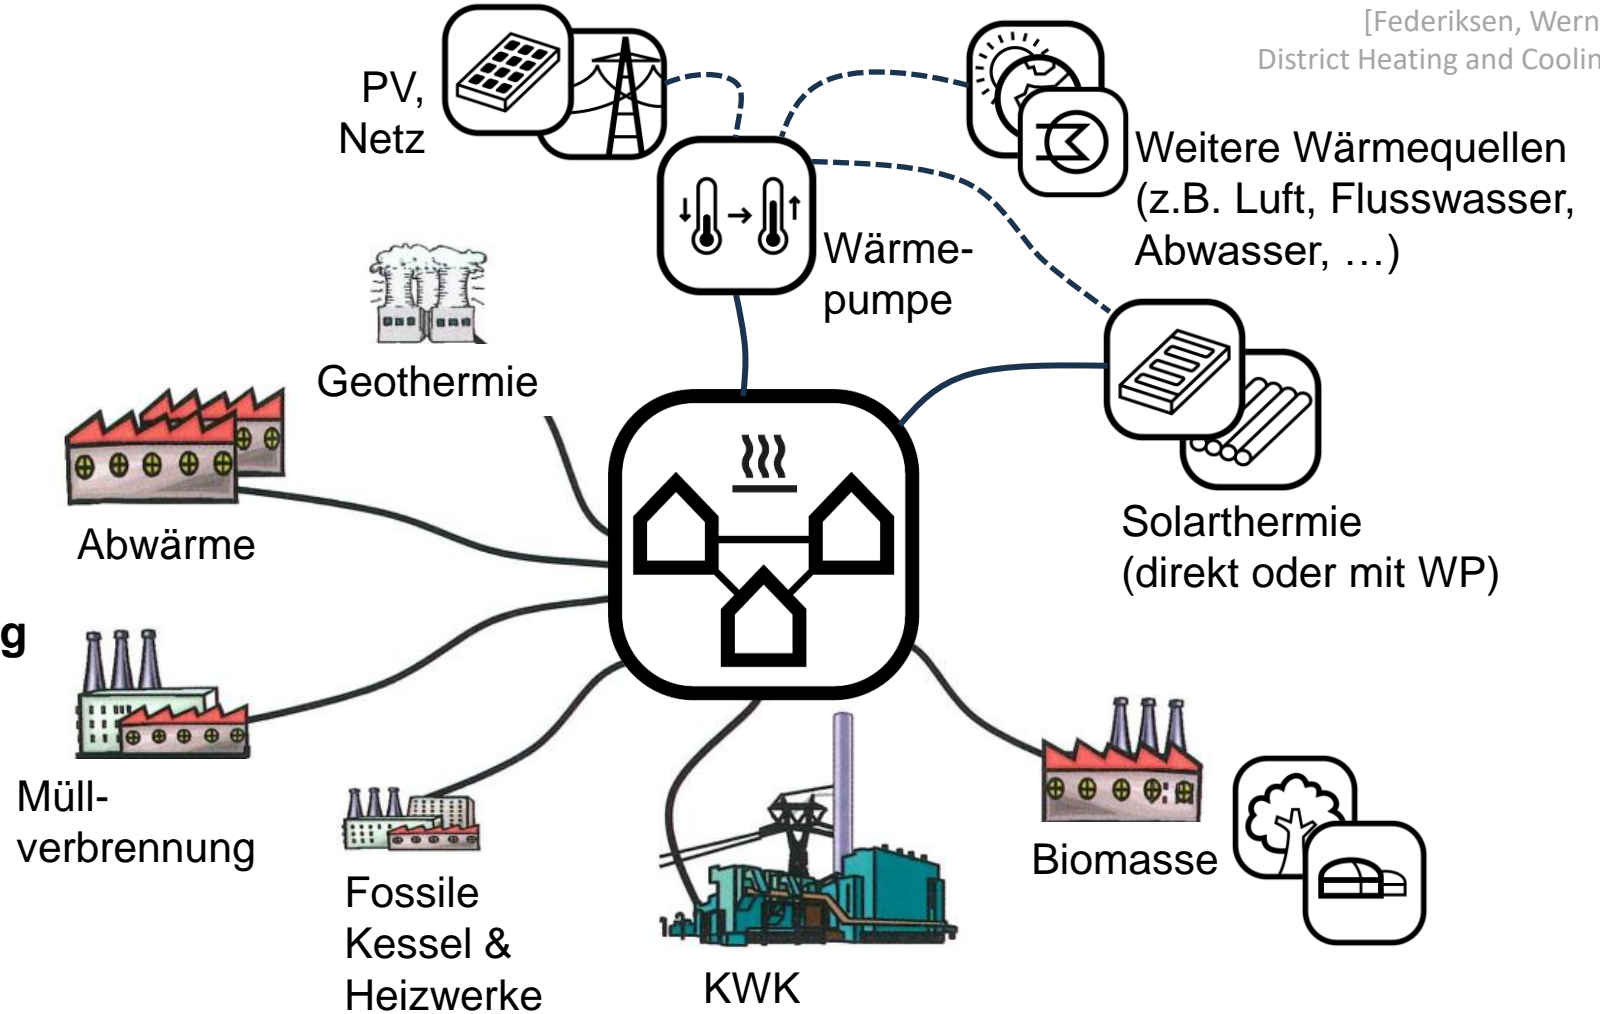 [Federiksen, Wern
District Heating and Coolin
PV,
Netz
Weitere Wärmequellen
(z.B. Luft, Flusswasser,
Abwasser, …)
Wärme-
pumpe
Geothermie
Abwärme
Solarthermie
(direkt oder mit WP)
g
Müll-
verbrennung
Biomasse
Fossile
Kessel &
Heizwerke
KWK